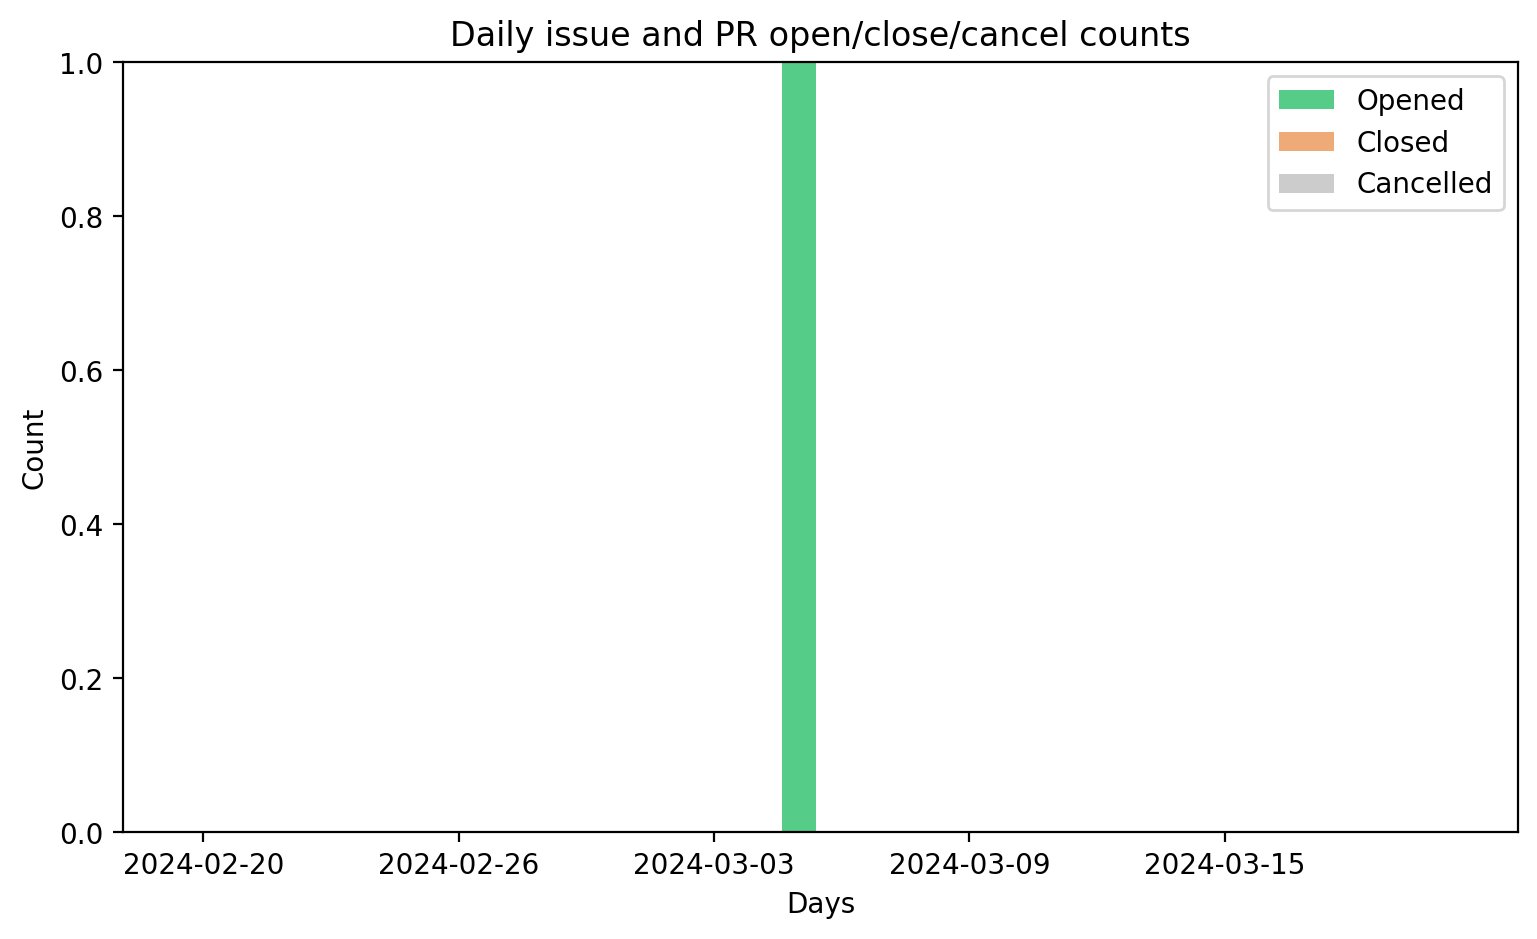 Daily issue and PR open/close/cancel counts
1.0
0.8
0.6
0.4
0.2
0.0
Count
Opened
Closed
Cancelled
2024-02-20
2024-02-26
2024-03-03
2024-03-09
2024-03-15
Days